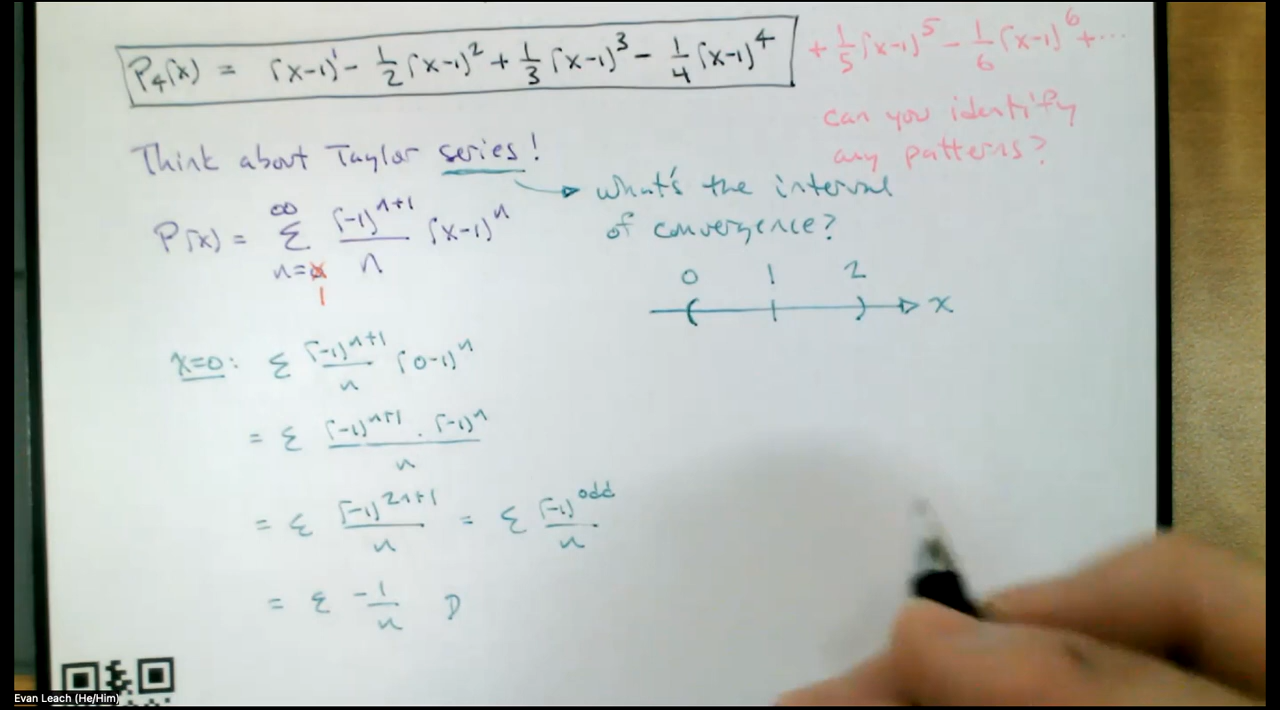 P₄(x) = (x-1)¹ - 1/2 (x-1)² + 1/3 (x-1)³ - 1/4 (x-1)⁴ + 1/5 (x-1)⁵ - 1/6 (x-1)⁶ + ...
can you identify
any patterns?
Think about Taylor series!
What's the interval
of convergence?
P(x) = ∞ Σ n=0 1 (-1)ⁿ⁺¹/n (x-1)ⁿ
0 1 2
x
x=0: Σ (-1)ⁿ⁺¹/n (0-1)ⁿ
= Σ (-1)ⁿ⁺¹ · (-1)ⁿ/n
= Σ (-1)²ⁿ⁺¹/n = Σ (-1)^odd/n
= Σ -1/n D
Evan Leach (He/Him)